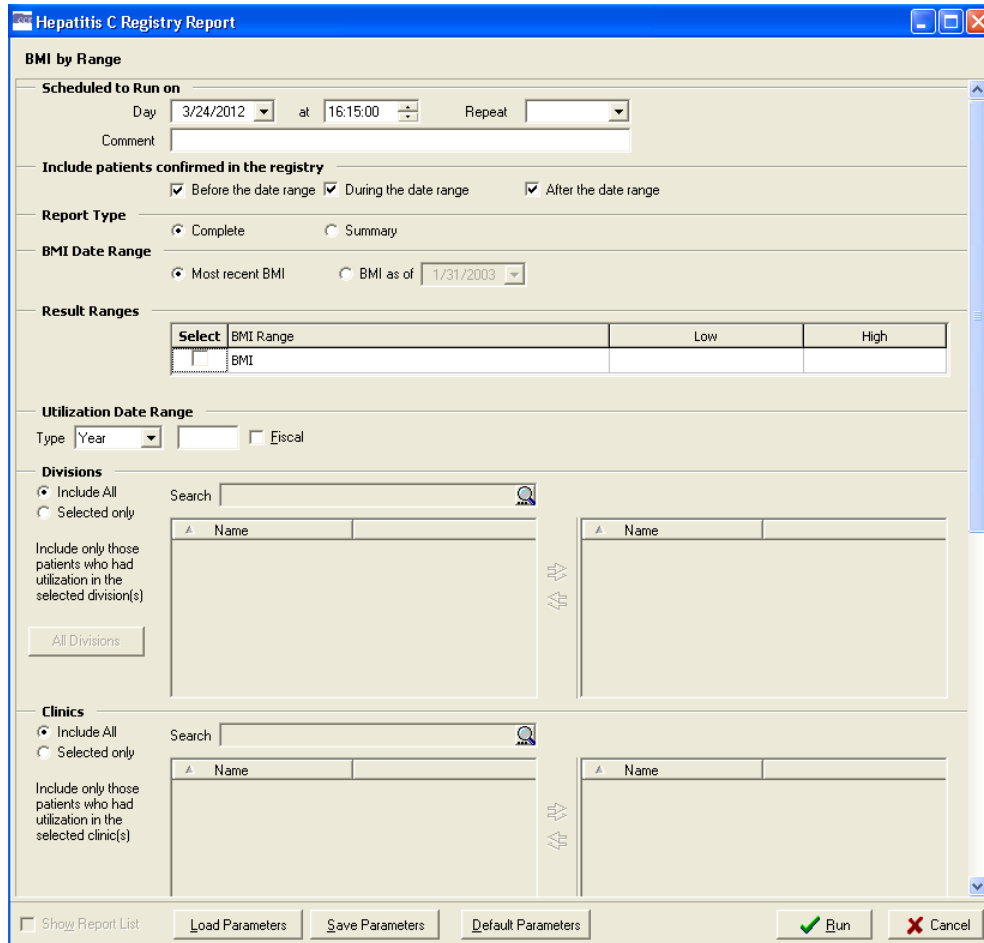 Hepatitis C Registry Report
BMI by Range
Scheduled to Run on
Day 3/24/2012 at 16:15:00 Repeat
Comment
Include patients confirmed in the registry
Before the date range During the date range After the date range
Report Type
Complete Summary
BMI Date Range
Most recent BMI BMI as of 1/31/2003
Result Ranges
Select BMI Range Low High
BMI
Utilization Date Range
Type Year Fiscal
Divisions
Include All Search
Selected only
Name Name
Include only those
patients who had
utilization in the
selected division(s)
All Divisions
Clinics
Include All Search
Selected only
Name Name
Include only those
patients who had
utilization in the
selected clinic(s)
Show Report List Load Parameters Save Parameters Default Parameters Run Cancel